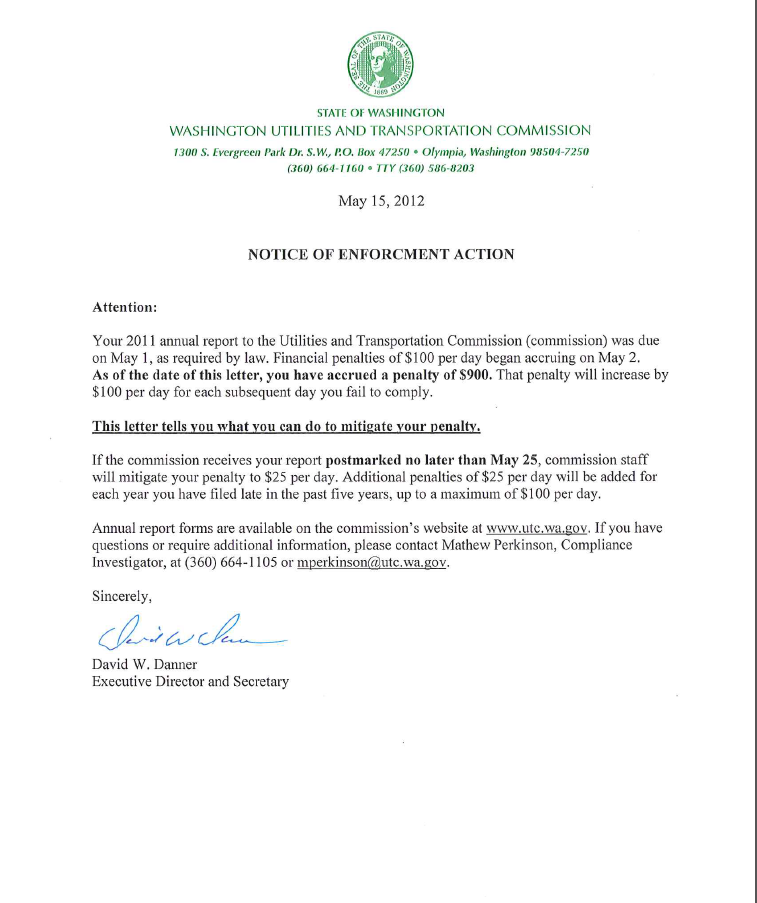 THE SEAL OF THE STATE OF WASHINGTON
1889
STATE OF WASHINGTON
WASHINGTON UTILITIES AND TRANSPORTATION COMMISSION
1300 S. Evergreen Park Dr. S.W., P.O. Box 47250 • Olympia, Washington 98504-7250
(360) 664-1160 • TTY (360) 586-8203
May 15, 2012
NOTICE OF ENFORCMENT ACTION
Attention:
Your 2011 annual report to the Utilities and Transportation Commission (commission) was due
on May 1, as required by law. Financial penalties of $100 per day began accruing on May 2.
As of the date of this letter, you have accrued a penalty of $900. That penalty will increase by
$100 per day for each subsequent day you fail to comply.
This letter tells you what you can do to mitigate your penalty.
If the commission receives your report postmarked no later than May 25, commission staff
will mitigate your penalty to $25 per day. Additional penalties of $25 per day will be added for
each year you have filed late in the past five years, up to a maximum of $100 per day.
Annual report forms are available on the commission's website at www.utc.wa.gov. If you have
questions or require additional information, please contact Mathew Perkinson, Compliance
Investigator, at (360) 664-1105 or mperkinson@utc.wa.gov.
Sincerely,
David W. Danner
Executive Director and Secretary